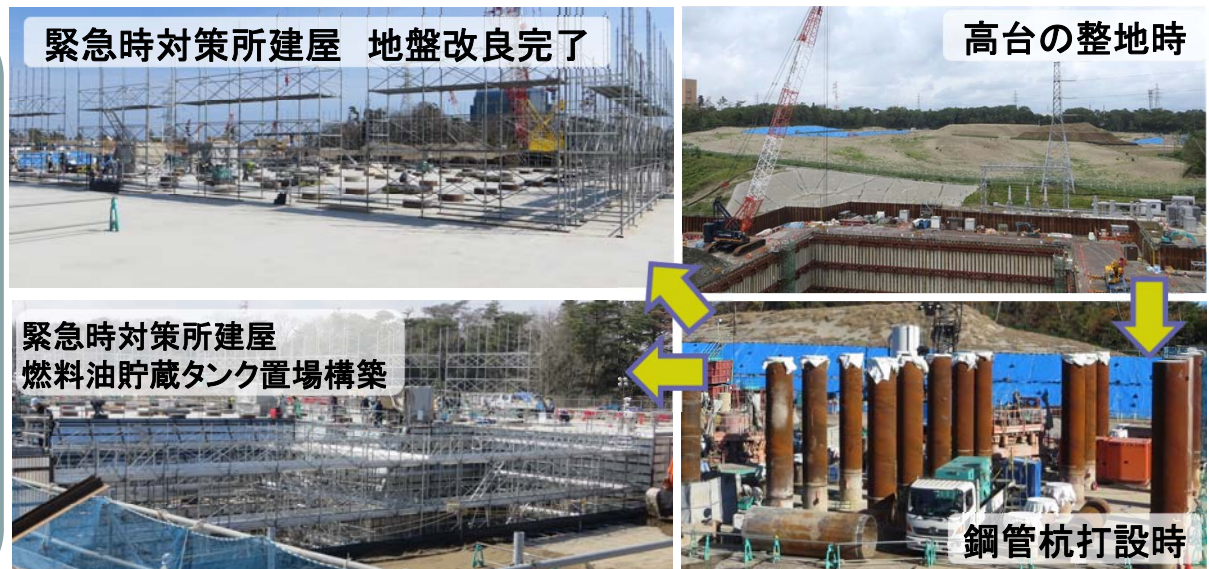 緊急時対策所建屋 地盤改良完了
高台の整地時
緊急時対策所建屋
燃料油貯蔵タンク置場構築
鋼管杭打設時